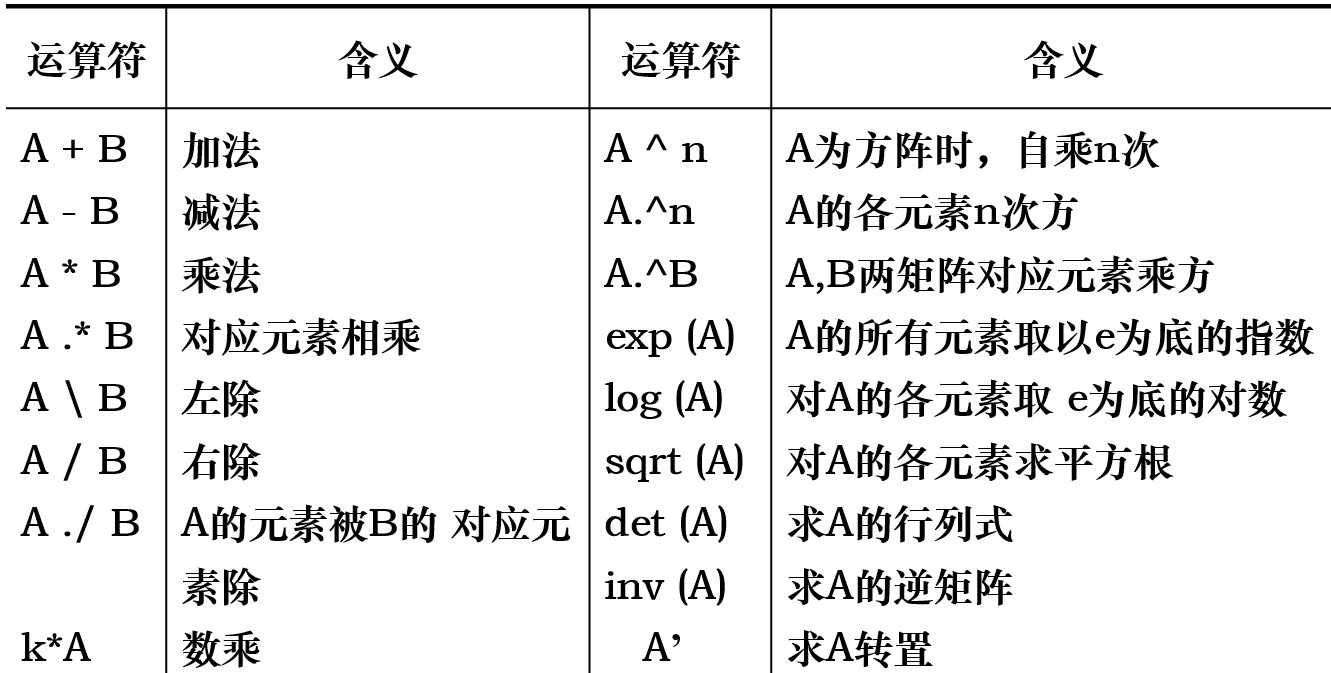 运算符 含义 运算符 含义
A + B 加法 A ^ n A为方阵时，自乘n次
A - B 减法 A.^n A的各元素n次方
A * B 乘法 A.^B A,B两矩阵对应元素乘方
A .* B 对应元素相乘 exp (A) A的所有元素取以e为底的指数
A \ B 左除 log (A) 对A的各元素取 e为底的对数
A / B 右除 sqrt (A) 对A的各元素求平方根
A ./ B A的元素被B的 对应元 det (A) 求A的行列式
素除 inv (A) 求A的逆矩阵
k*A 数乘 A’ 求A转置